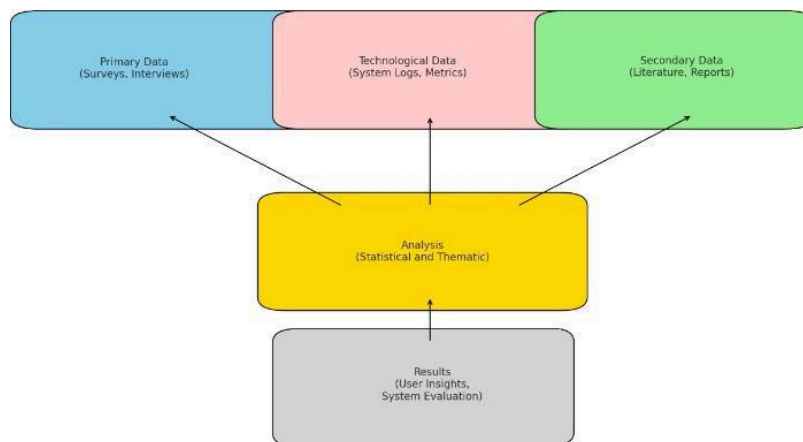 Primary Data
(Surveys, Interviews)
Technological Data
(System Logs, Metrics)
Secondary Data
(Literature, Reports)
Analysis
(Statistical and Thematic)
Results
(User Insights,
System Evaluation)